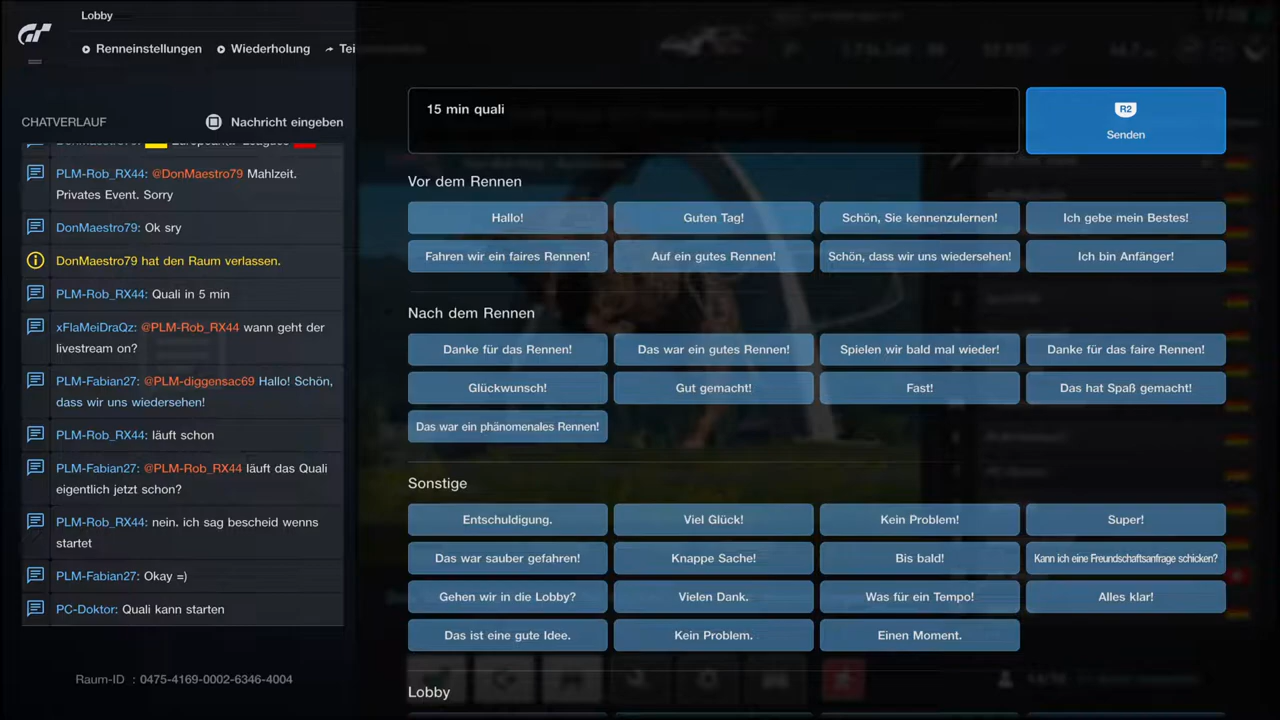 Lobby
Renneinstellungen
Wiederholung
Tei
CHATVERLAUF
Nachricht eingeben
PLM-Rob_RX44: @DonMaestro79 Mahlzeit.
Privates Event. Sorry
DonMaestro79: Ok sry
DonMaestro79 hat den Raum verlassen.
PLM-Rob_RX44: Quali in 5 min
xFlaMeiDraQz: @PLM-Rob_RX44 wann geht der
livestream on?
PLM-Fabian27: @PLM-diggensac69 Hallo! Schön,
dass wir uns wiedersehen!
PLM-Rob_RX44: läuft schon
PLM-Fabian27: @PLM-Rob_RX44 läuft das Quali
eigentlich jetzt schon?
PLM-Rob_RX44: nein. ich sag bescheid wenns
startet
PLM-Fabian27: Okay =)
PC-Doktor: Quali kann starten
Raum-ID : 0475-4169-0002-6346-4004
15 min quali
R2
Senden
Vor dem Rennen
Hallo!
Guten Tag!
Schön, Sie kennenzulernen!
Ich gebe mein Bestes!
Fahren wir ein faires Rennen!
Auf ein gutes Rennen!
Schön, dass wir uns wiedersehen!
Ich bin Anfänger!
Nach dem Rennen
Danke für das Rennen!
Das war ein gutes Rennen!
Spielen wir bald mal wieder!
Danke für das faire Rennen!
Glückwunsch!
Gut gemacht!
Fast!
Das hat Spaß gemacht!
Das war ein phänomenales Rennen!
Sonstige
Entschuldigung.
Viel Glück!
Kein Problem!
Super!
Das war sauber gefahren!
Knappe Sache!
Bis bald!
Kann ich eine Freundschaftsanfrage schicken?
Gehen wir in die Lobby?
Vielen Dank.
Was für ein Tempo!
Alles klar!
Das ist eine gute Idee.
Kein Problem.
Einen Moment.
Lobby